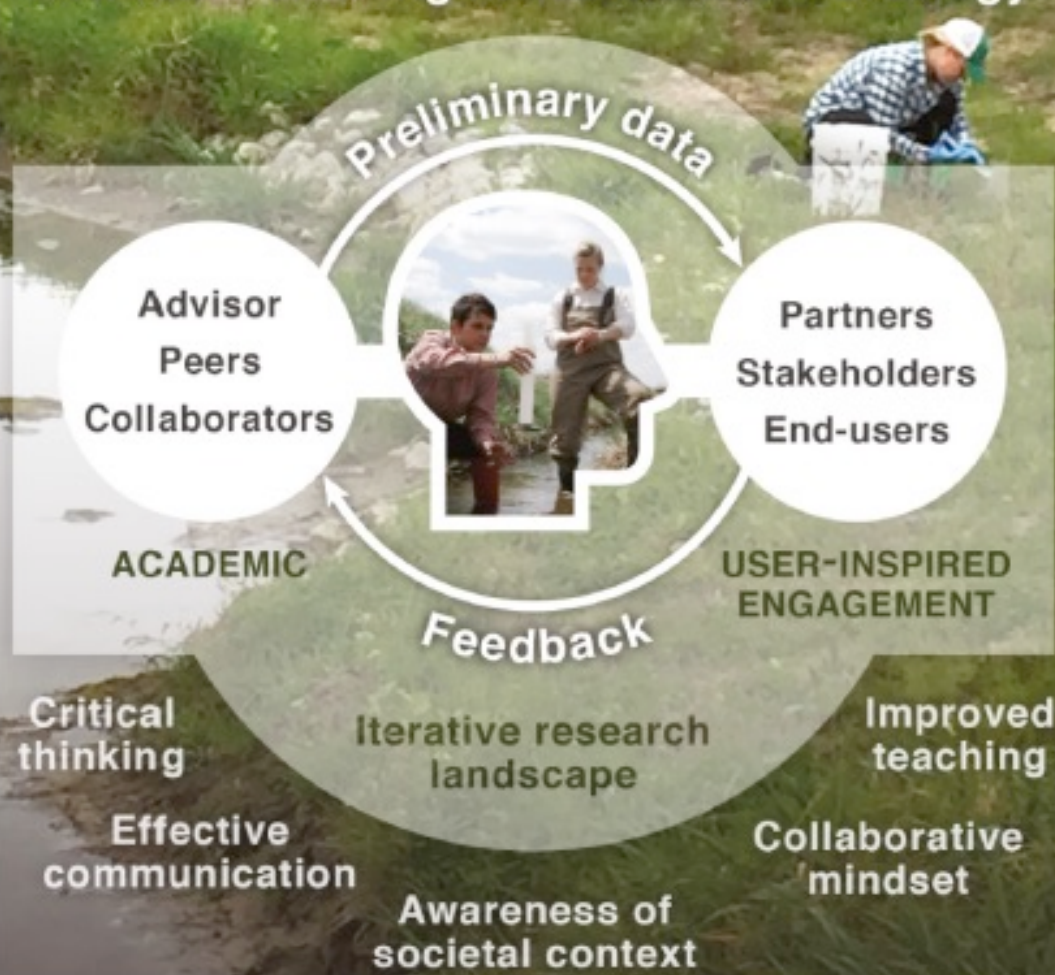 Preliminary data
Advisor
Peers
Collaborators
Partners
Stakeholders
End-users
ACADEMIC
USER-INSPIRED
ENGAGEMENT
Feedback
Iterative research
landscape
Critical
thinking
Improved
teaching
Effective
communication
Collaborative
mindset
Awareness of
societal context